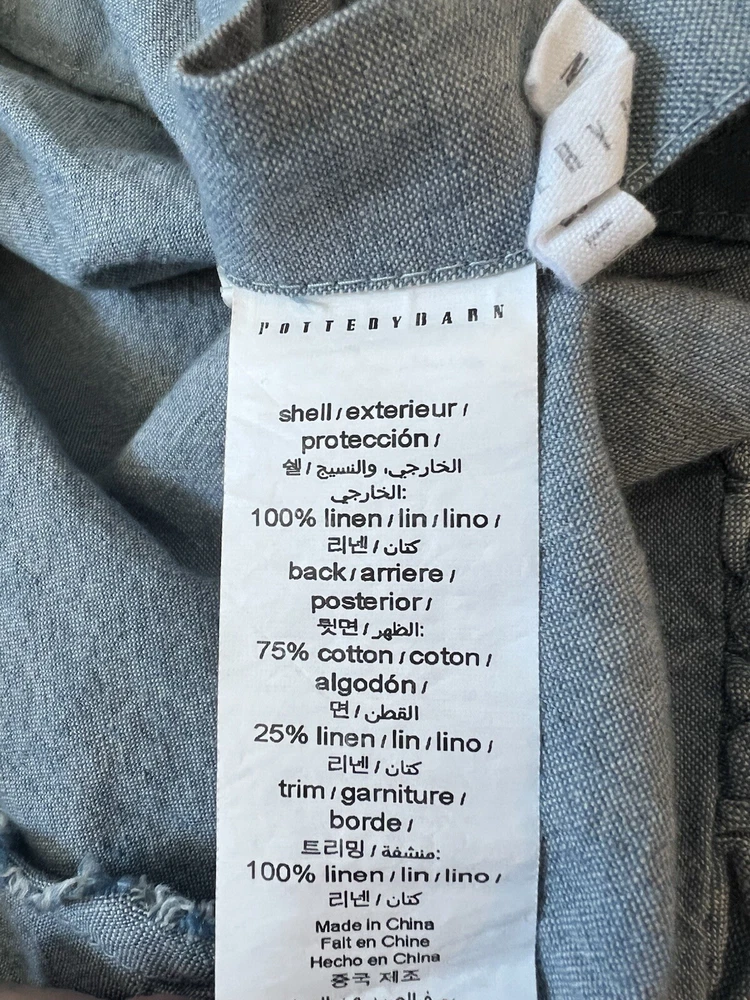 POTTERYBARN
shell / exterieur /
protección /
쉘 / الخارجي، والنسيج
الخارجي:
100% linen / lin / lino /
리넨 / كتان
back / arriere /
posterior /
뒷면 / الظهر:
75% cotton / coton /
algodón /
면 / القطن
25% linen / lin / lino /
리넨 / كتان
trim / garniture /
borde /
트리밍 / منشفة:
100% linen / lin / lino /
리넨 / كتان
Made in China
Fait en Chine
Hecho en China
중국 제조